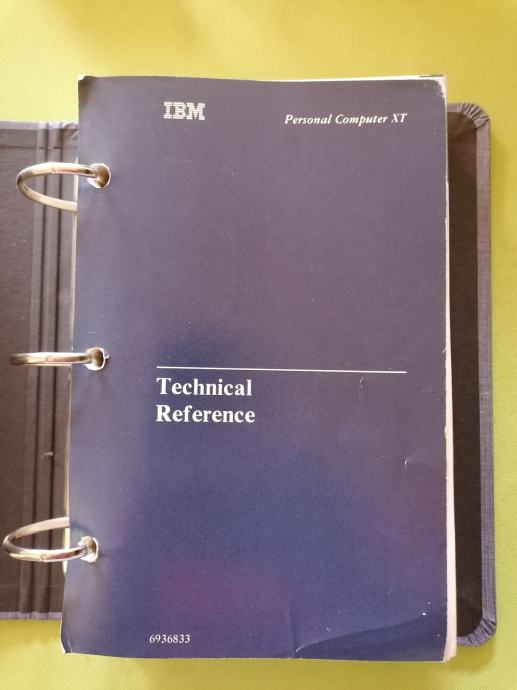 IBM
Personal Computer XT
Technical
Reference
6936833